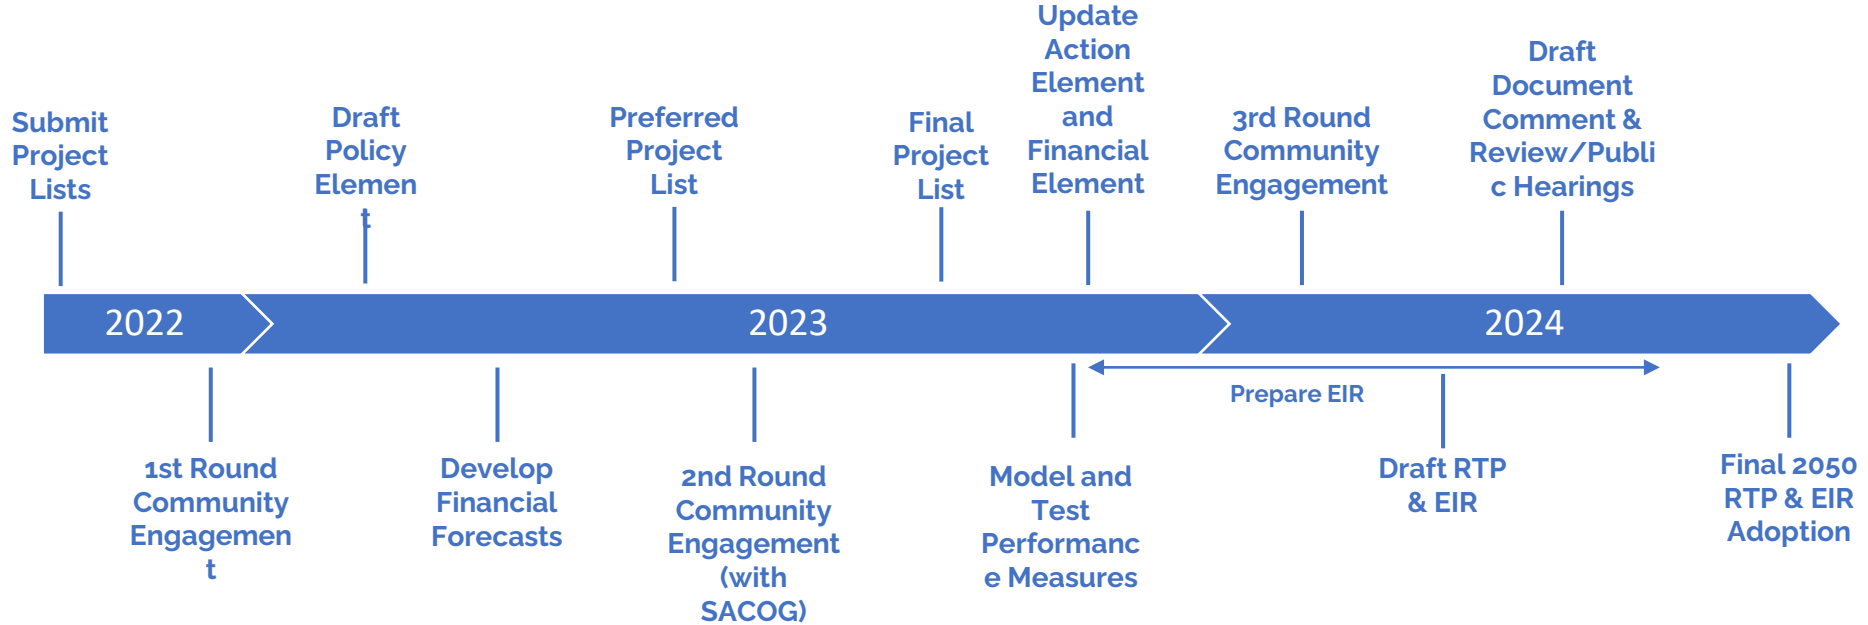 Submit
Project
Lists
Draft
Policy
Elemen
t
Preferred
Project
List
Final
Project
List
Update
Action
Element
and
Financial
Element
3rd Round
Community
Engagement
Draft
Document
Comment &
Review/Publi
c Hearings
2022
2023
2024
Prepare EIR
1st Round
Community
Engagemen
t
Develop
Financial
Forecasts
2nd Round
Community
Engagement
(with
SACOG)
Model and
Test
Performanc
e Measures
Draft RTP
& EIR
Final 2050
RTP & EIR
Adoption